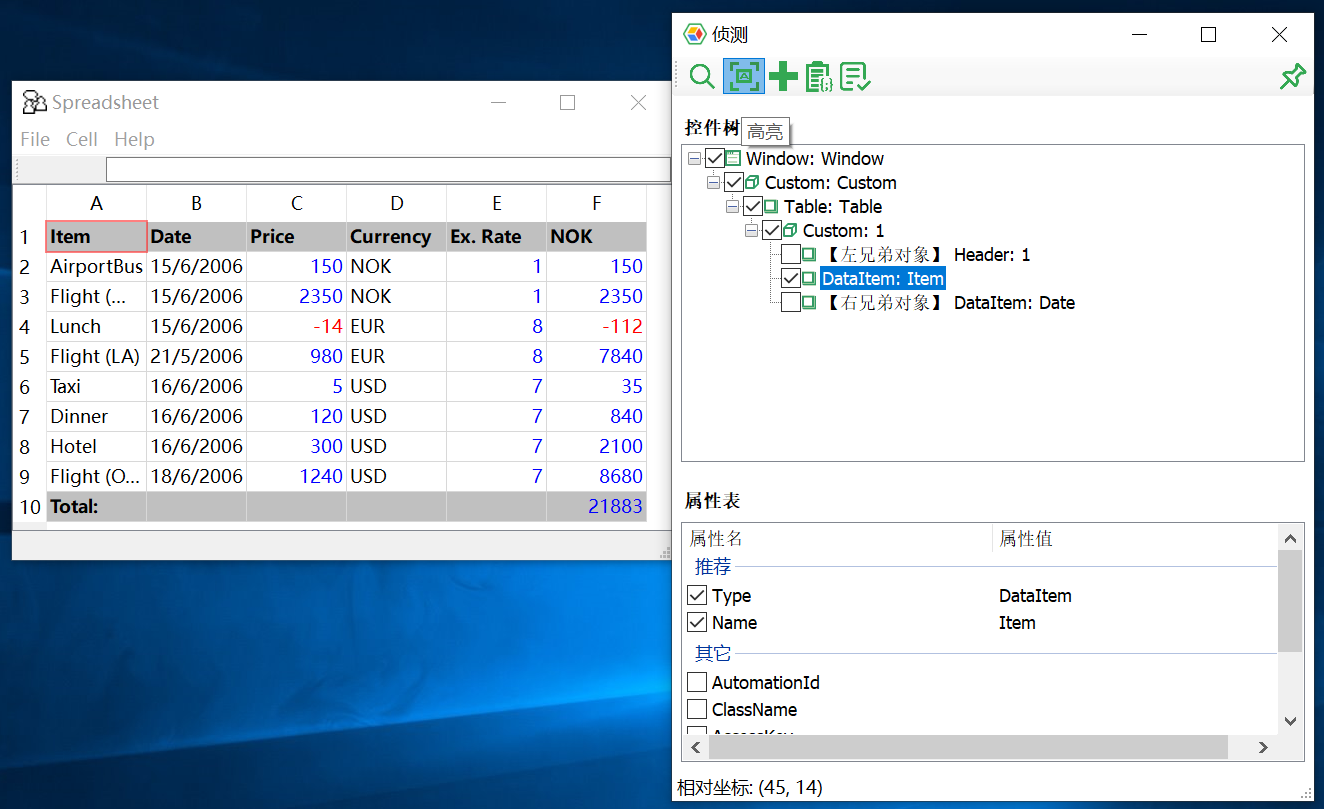 Spreadsheet
File Cell Help
A B C D E F
1 Item Date Price Currency Ex. Rate NOK
2 AirportBus 15/6/2006 150 NOK 1 150
3 Flight (... 15/6/2006 2350 NOK 1 2350
4 Lunch 15/6/2006 -14 EUR 8 -112
5 Flight (LA) 21/5/2006 980 EUR 8 7840
6 Taxi 16/6/2006 5 USD 7 35
7 Dinner 16/6/2006 120 USD 7 840
8 Hotel 16/6/2006 300 USD 7 2100
9 Flight (O... 18/6/2006 1240 USD 7 8680
10 Total: 21883
侦测
控件树
高亮
Window: Window
Custom: Custom
Table: Table
Custom: 1
【左兄弟对象】 Header: 1
DataItem: Item
【右兄弟对象】 DataItem: Date
属性表
属性名 属性值
推荐
Type DataItem
Name Item
其它
AutomationId
ClassName
AccessKey
相对坐标: (45, 14)